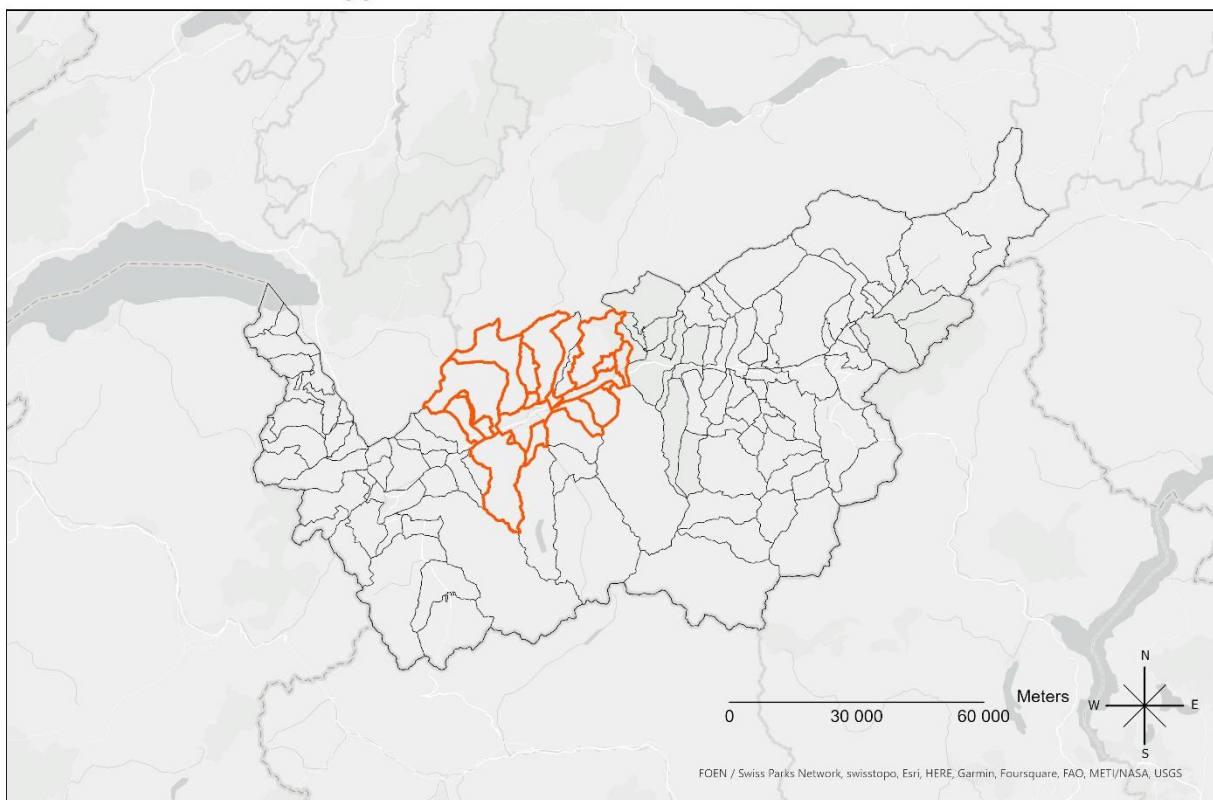 N
Meters
W E
0 30 000 60 000
S
FOEN / Swiss Parks Network, swisstopo, Esri, HERE, Garmin, Foursquare, FAO, METI/NASA, USGS